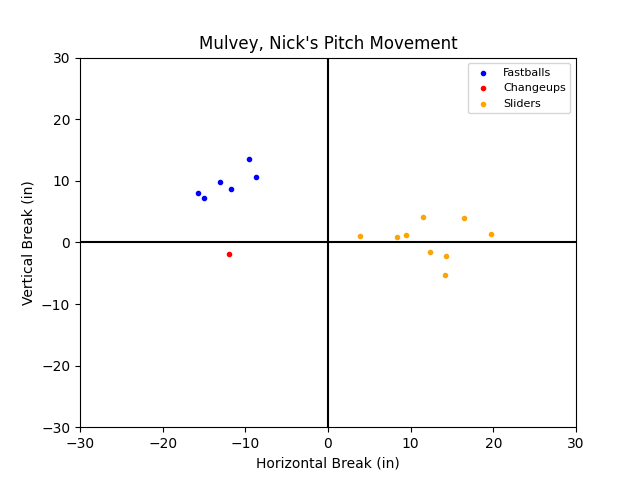 Mulvey, Nick's Pitch Movement
Fastballs
Changeups
Sliders
30
20
10
0
−10
−20
−30
Vertical Break (in)
−30
−20
−10
0
10
20
30
Horizontal Break (in)